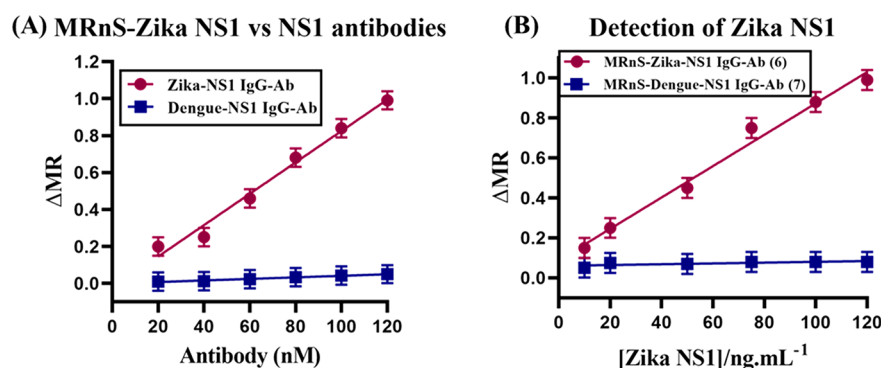 (A) MRnS-Zika NS1 vs NS1 antibodies
1.2
1.0
0.8
0.6
0.4
0.2
0.0
ΔMR
Zika-NS1 IgG-Ab
Dengue-NS1 IgG-Ab
0 20 40 60 80 100 120
Antibody (nM)
(B) Detection of Zika NS1
1.0
0.8
0.6
0.4
0.2
0.0
ΔMR
MRnS-Zika-NS1 IgG-Ab (6)
MRnS-Dengue-NS1 IgG-Ab (7)
0 20 40 60 80 100 120
[Zika NS1]/ng.mL⁻¹